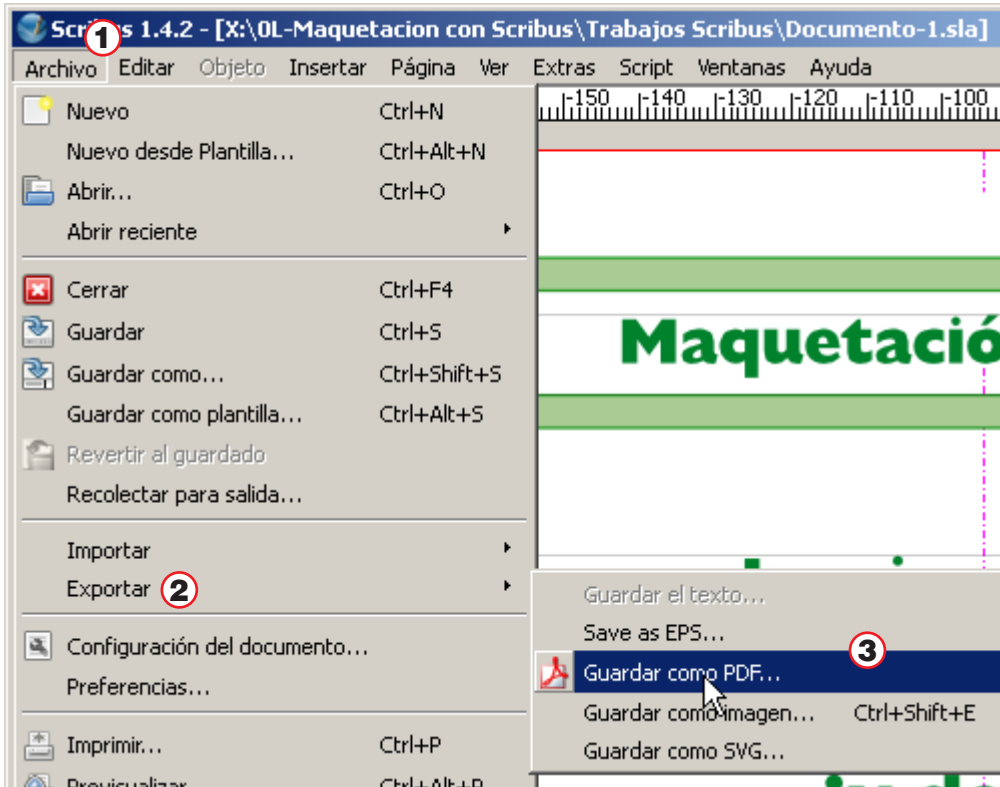 Scribus 1.4.2 - [X:\0L-Maquetacion con Scribus\Trabajos Scribus\Documento-1.sla]
1
Archivo Editar Objeto Insertar Página Ver Extras Script Ventanas Ayuda
-150 -140 -130 -120 -110 -100
Nuevo Ctrl+N
Nuevo desde Plantilla... Ctrl+Alt+N
Abrir... Ctrl+O
Abrir reciente
Cerrar Ctrl+F4
Guardar Ctrl+S
Guardar como... Ctrl+Shift+S
Guardar como plantilla... Ctrl+Alt+S
Revertir al guardado
Recolectar para salida...
Importar
Exportar 2
Configuración del documento...
Preferencias...
Imprimir... Ctrl+P
Previsualizar Ctrl+Alt+P
Maquetació
Guardar el texto...
Save as EPS...
3
Guardar como PDF...
Guardar como imagen... Ctrl+Shift+E
Guardar como SVG...